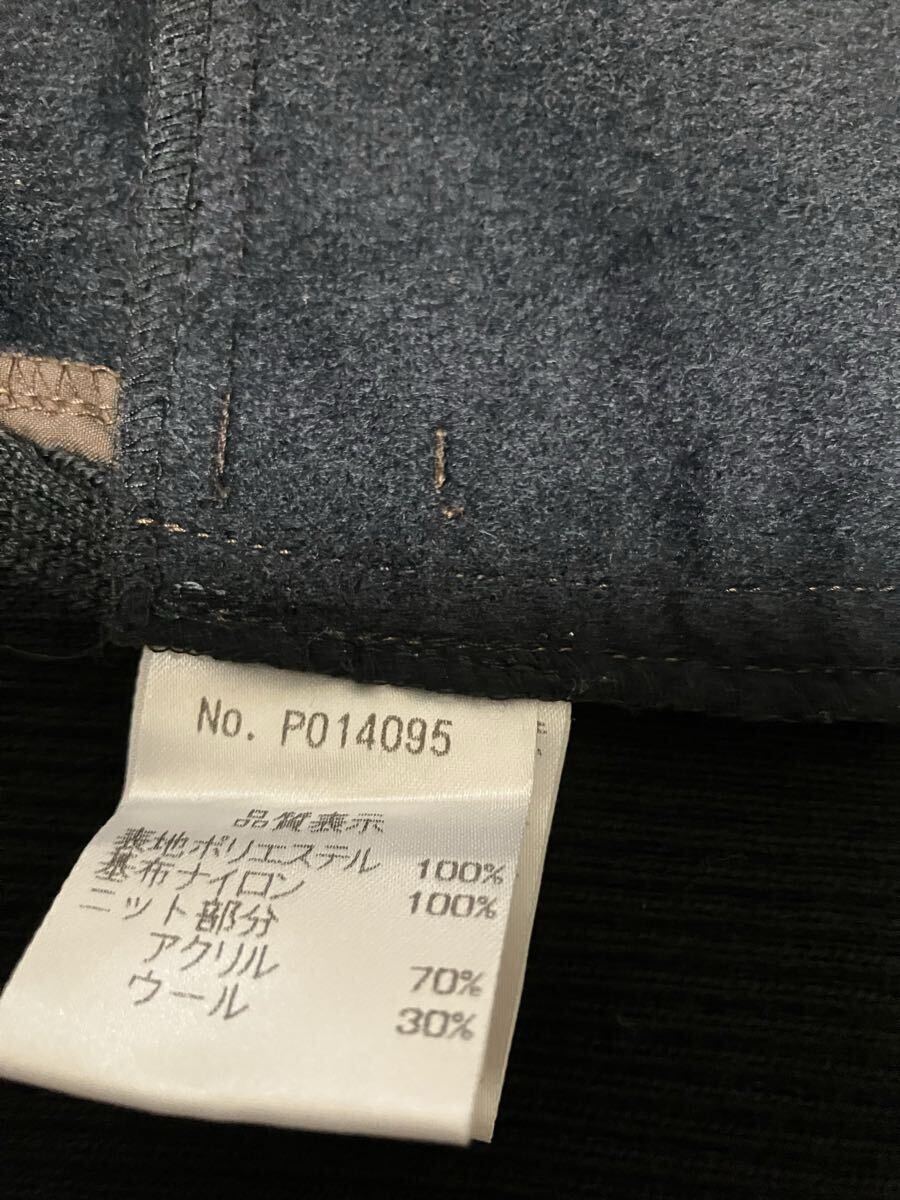 No. P014095
品質表示
表地ポリエステル 100%
基布ナイロン 100%
ニット部分
アクリル 70%
ウール 30%